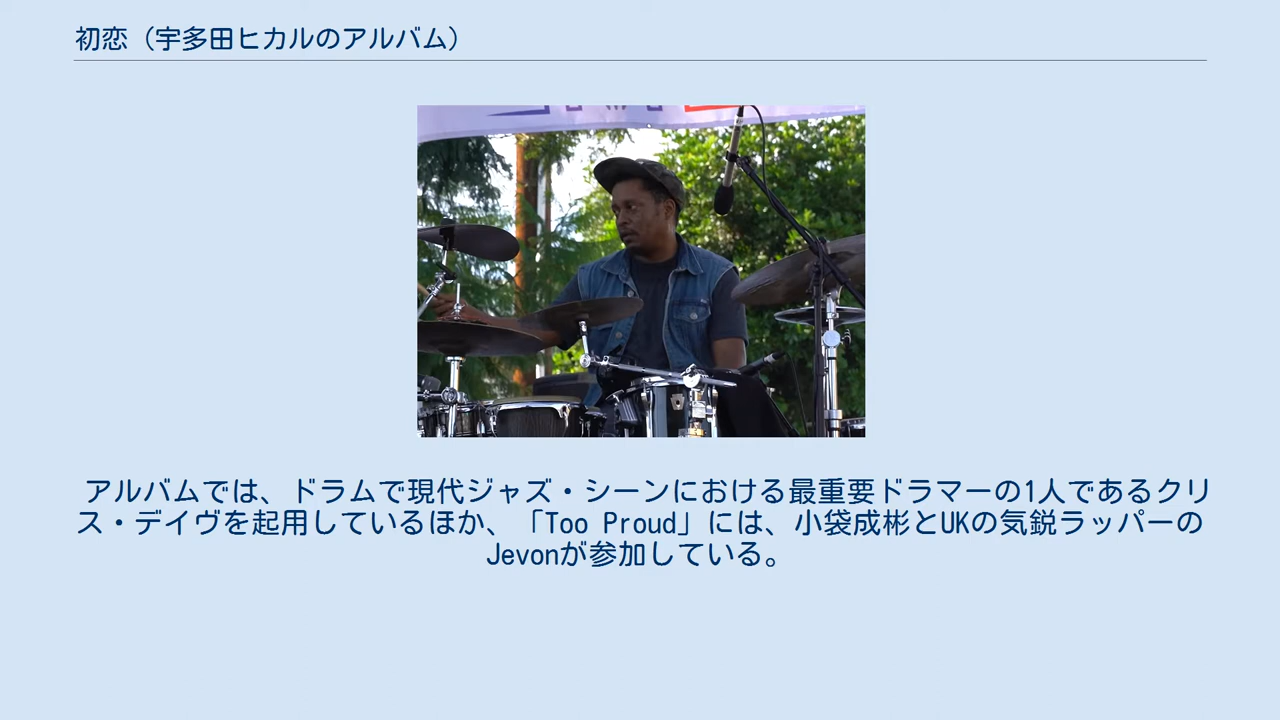 初恋（宇多田ヒカルのアルバム）
アルバムでは、ドラムで現代ジャズ・シーンにおける最重要ドラマーの1人であるクリ
ス・デイヴを起用しているほか、「Too Proud」には、小袋成彬とUKの気鋭ラッパーの
Jevonが参加している。